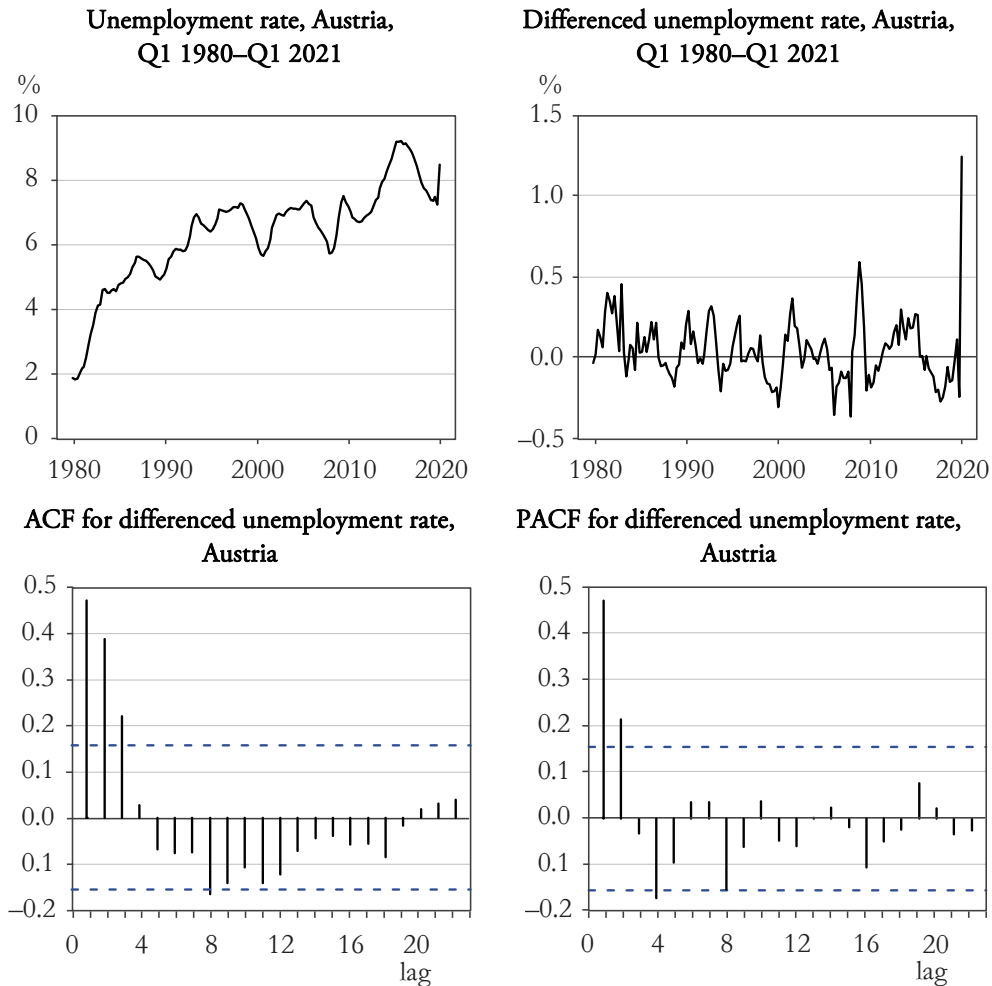 Unemployment rate, Austria,
Q1 1980–Q1 2021
%
10
8
6
4
2
0
1980 1990 2000 2010 2020
Differenced unemployment rate, Austria,
Q1 1980–Q1 2021
%
1.5
1.0
0.5
0.0
–0.5
1980 1990 2000 2010 2020
ACF for differenced unemployment rate,
Austria
0.5
0.4
0.3
0.2
0.1
0.0
0.1
–0.2
0 4 8 12 16 20
lag
PACF for differenced unemployment rate,
Austria
0.5
0.4
0.3
0.2
0.1
0.0
0.1
–0.2
0 4 8 12 16 20
lag